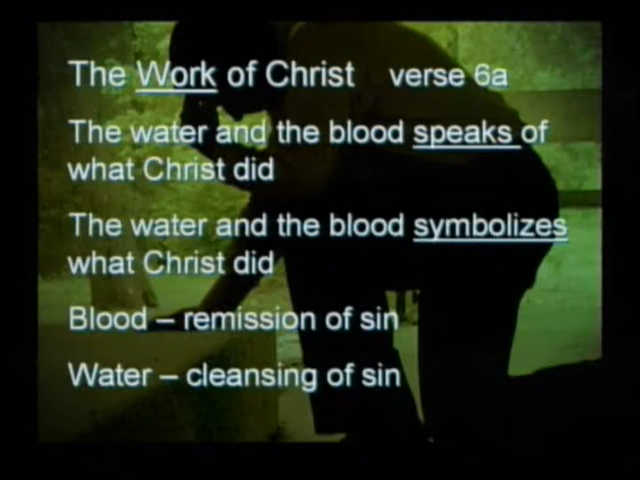 The Work of Christ verse 6a
The water and the blood speaks of
what Christ did
The water and the blood symbolizes
what Christ did
Blood – remission of sin
Water – cleansing of sin